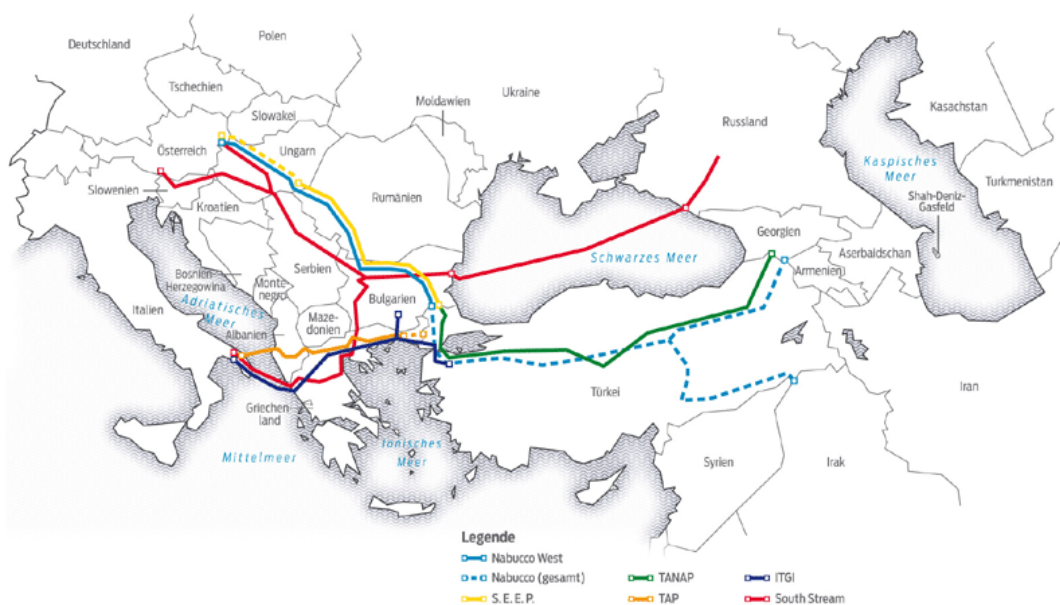 Deutschland
Polen
Tschechien
Slowakei
Moldawien
Ukraine
Russland
Kasachstan
Österreich
Ungarn
Kaspisches
Meer
Turkmenistan
Slowenien
Kroatien
Rumänien
Shah-Deniz-
Gasfeld
Georgien
Aserbaidschan
Armenien
Schwarzes Meer
Bosnien-
Herzegowina
Serbien
Monte-
negro
Bulgarien
Italien
Adriatisches
Meer
Maze-
donien
Albanien
Türkei
Iran
Griechen-
land
Ionisches
Meer
Mittelmeer
Syrien
Irak
Legende
Nabucco West
Nabucco (gesamt)
TANAP
ITGI
S.E.E.P.
TAP
South Stream